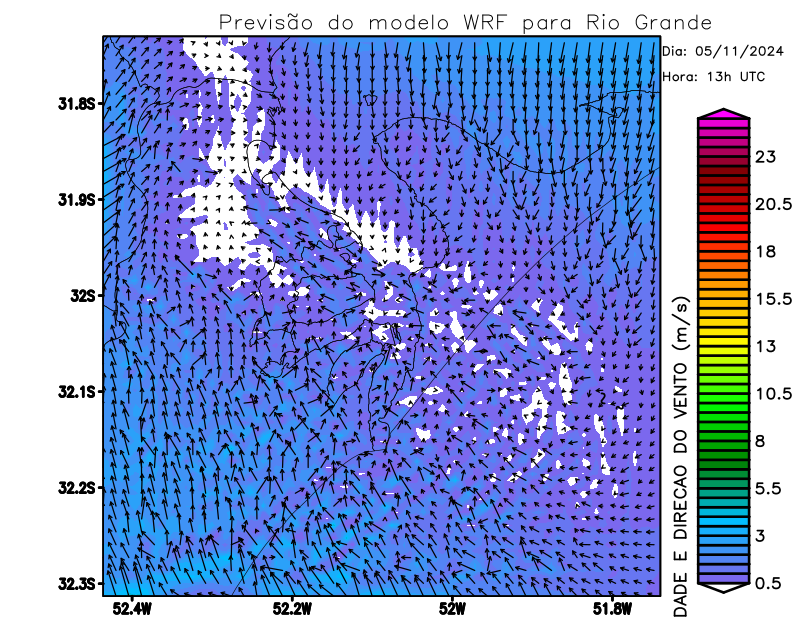 Previsão do modelo WRF para Rio Grande
Dia: 05/11/2024
Hora: 13h UTC
31.8S
31.9S
32S
32.1S
32.2S
32.3S
52.4W
52.2W
52W
51.8W
DADE E DIRECAO DO VENTO (m/s)
23
20.5
18
15.5
13
10.5
8
5.5
3
0.5